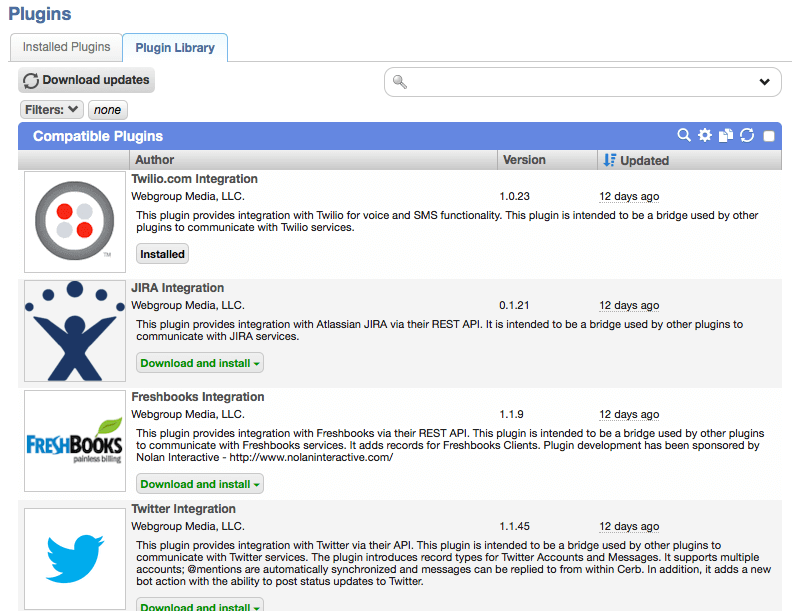 Plugins
Installed Plugins Plugin Library
Download updates
Filters: none
Compatible Plugins
Author Version Updated
Twilio.com Integration
Webgroup Media, LLC. 1.0.23 12 days ago
This plugin provides integration with Twilio for voice and SMS functionality. This plugin is intended to be a bridge used by other
plugins to communicate with Twilio services.
TM
Installed
JIRA Integration
Webgroup Media, LLC. 0.1.21 12 days ago
This plugin provides integration with Atlassian JIRA via their REST API. It is intended to be a bridge used by other plugins to
communicate with JIRA services.
Download and install
Freshbooks Integration
Webgroup Media, LLC. 1.1.9 12 days ago
This plugin provides integration with Freshbooks via their REST API. This plugin is intended to be a bridge used by other plugins
to communicate with Freshbooks services. It adds records for Freshbooks Clients. Plugin development has been sponsored by
Nolan Interactive - http://www.nolaninteractive.com/
FRESHBOOKS
painless billing
Download and install
Twitter Integration
Webgroup Media, LLC. 1.1.45 12 days ago
This plugin provides integration with Twitter via their API. This plugin is intended to be a bridge used by other plugins to
communicate with Twitter services. The plugin introduces record types for Twitter Accounts and Messages. It supports multiple
accounts; @mentions are automatically synchronized and messages can be replied to from within Cerb. In addition, it adds a new
bot action with the ability to post status updates to Twitter.
Download and install